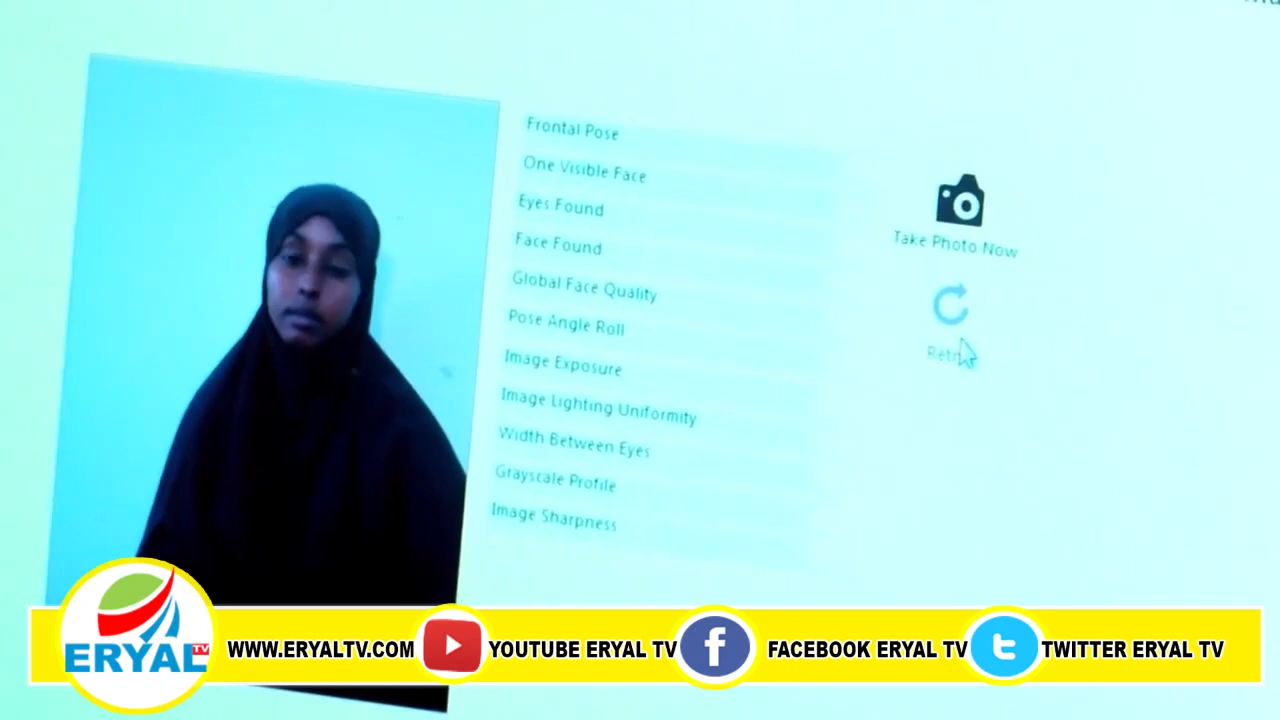 Frontal Pose
One Visible Face
Eyes Found
Face Found
Global Face Quality
Pose Angle Roll
Image Exposure
Image Lighting Uniformity
Width Between Eyes
Grayscale Profile
Image Sharpness
Take Photo Now
ERYAL TV
WWW.ERYALTV.COM
YOUTUBE ERYAL TV
f
FACEBOOK ERYAL TV
TWITTER ERYAL TV